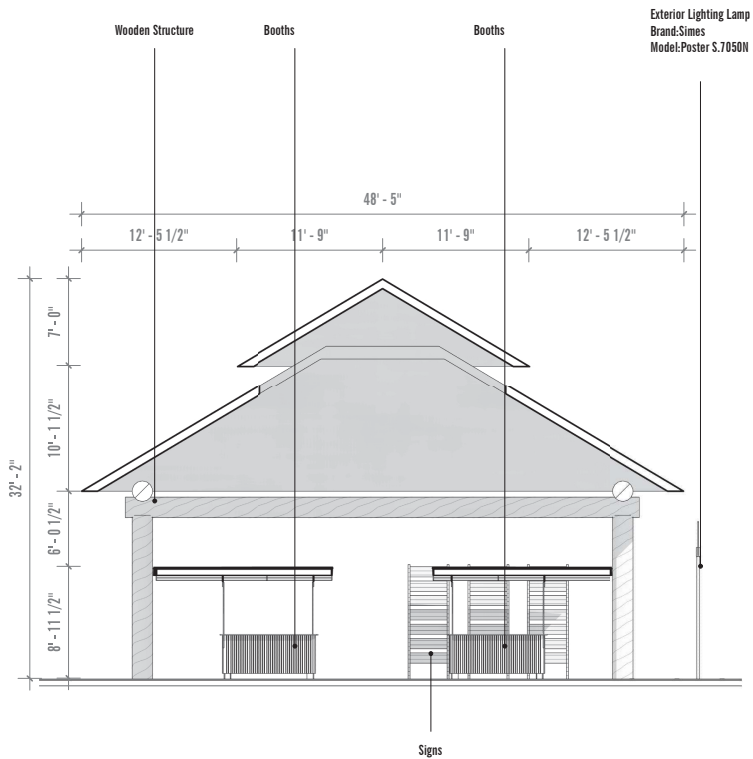 Exterior Lighting Lamp
Brand:Simes
Model:Poster S.7050N
Wooden Structure
Booths
Booths
48' - 5"
12' - 5 1/2"
11' - 9"
11' - 9"
12' - 5 1/2"
7' - 0"
10' - 1 1/2"
32' - 2"
6' - 0 1/2"
8' - 11 1/2"
Signs